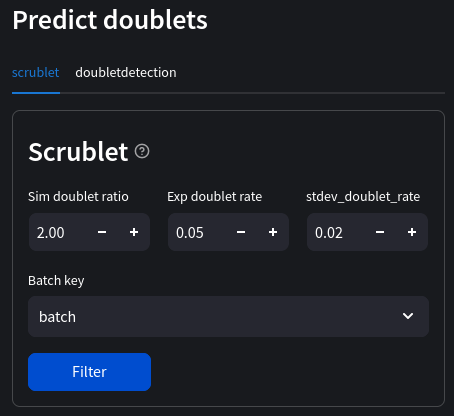 Predict doublets
scrublet doubletdetection
Scrublet
Sim doublet ratio Exp doublet rate stdev_doublet_rate
2.00 − + 0.05 − + 0.02 − +
Batch key
batch
Filter